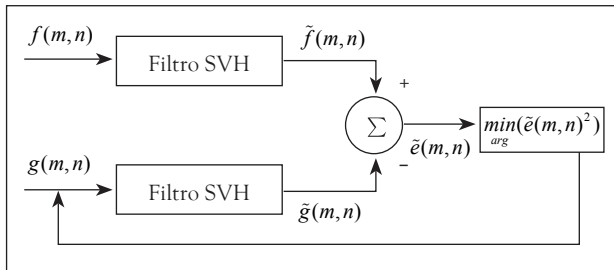 f(m,n)
Filtro SVH
f̃(m,n)
+
Σ
ẽ(m,n)
min(ẽ(m,n)²)
arg
−
g(m,n)
Filtro SVH
g̃(m,n)